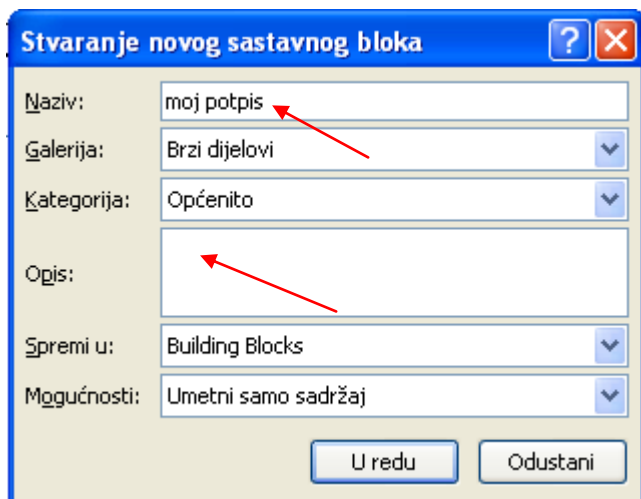 Stvaranje novog sastavnog bloka
Naziv: moj potpis
Galerija: Brzi dijelovi
Kategorija: Općenito
Opis:
Spremi u: Building Blocks
Mogućnosti: Umetni samo sadržaj
U redu Odustani